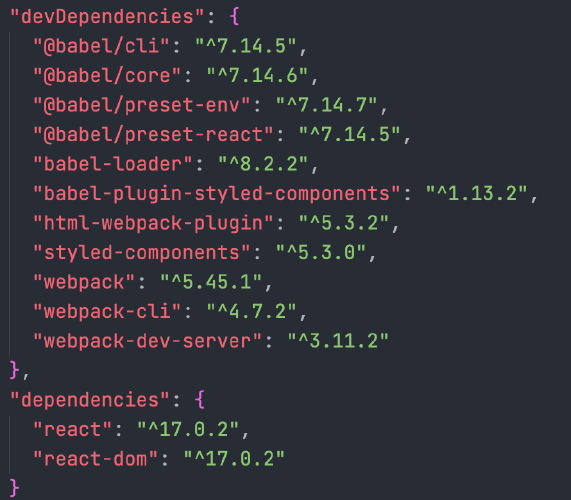 "devDependencies": {
"@babel/cli": "^7.14.5",
"@babel/core": "^7.14.6",
"@babel/preset-env": "^7.14.7",
"@babel/preset-react": "^7.14.5",
"babel-loader": "^8.2.2",
"babel-plugin-styled-components": "^1.13.2",
"html-webpack-plugin": "^5.3.2",
"styled-components": "^5.3.0",
"webpack": "^5.45.1",
"webpack-cli": "^4.7.2",
"webpack-dev-server": "^3.11.2"
},
"dependencies": {
"react": "^17.0.2",
"react-dom": "^17.0.2"
}